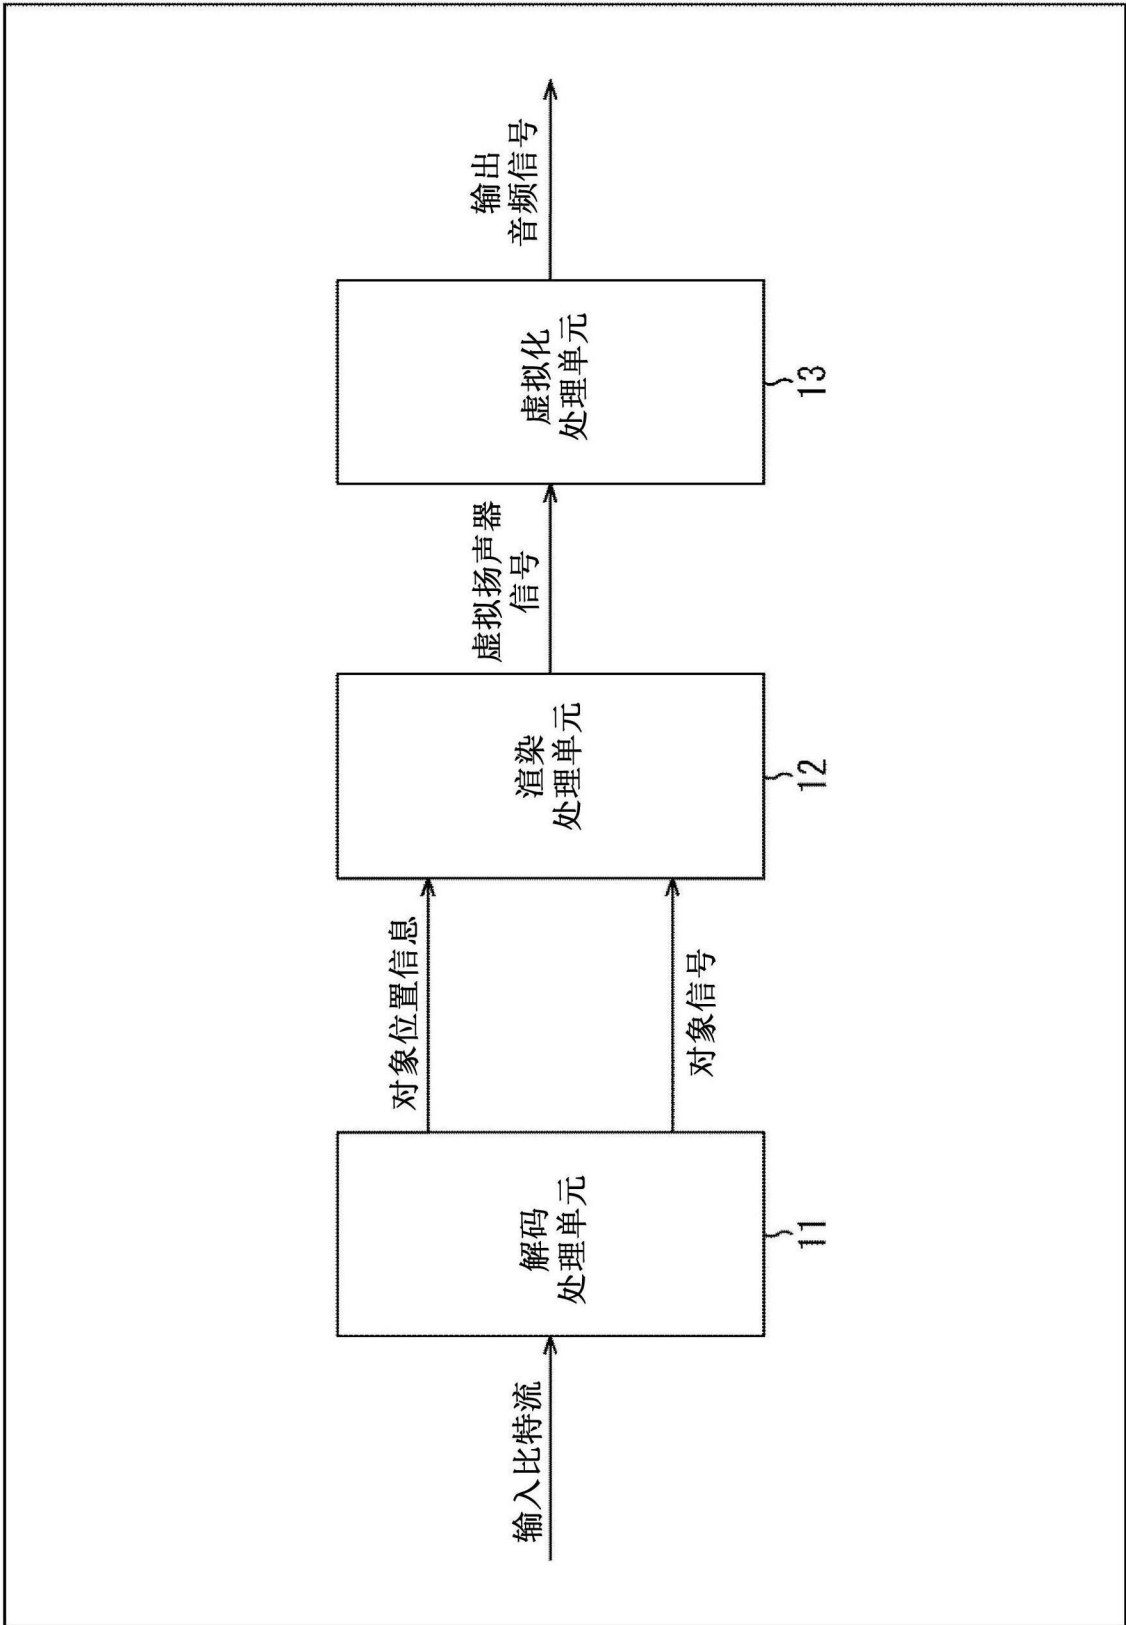 输入比特流
解码
处理单元
11
对象位置信息
对象信号
渲染
处理单元
12
虚拟扬声器
信号
虚拟化
处理单元
13
输出
音频信号